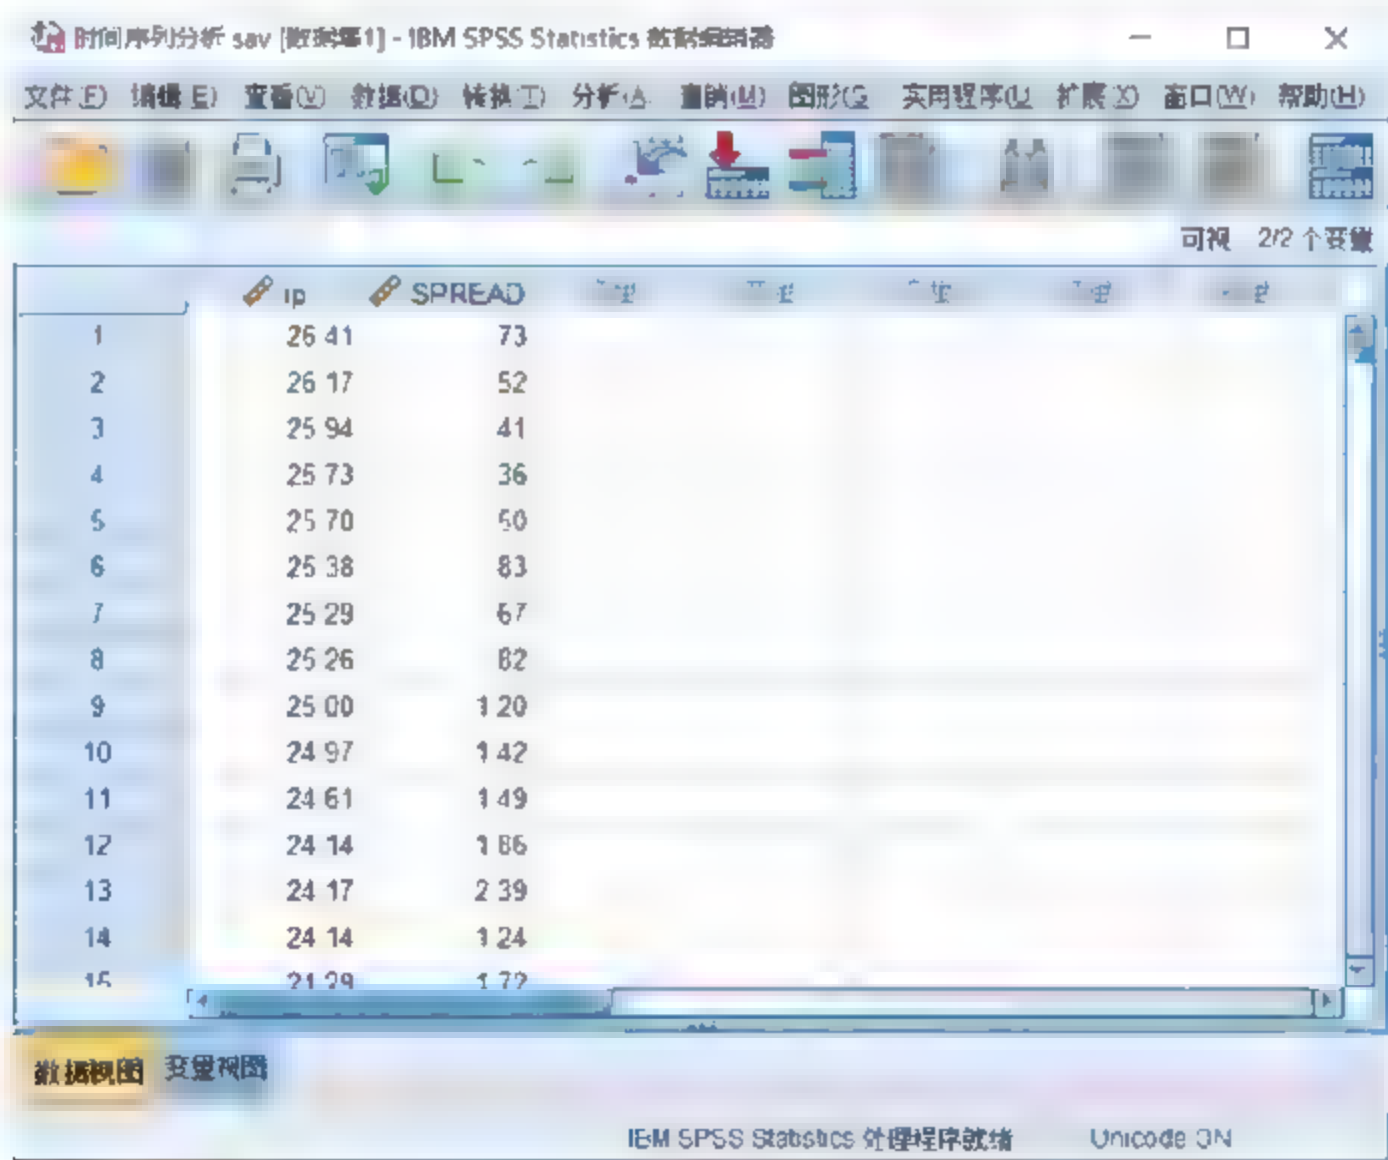 时间序列分析 sav [数据集1] - IBM SPSS Statistics 数据编辑器
文件(F) 编辑(E) 查看(V) 数据(D) 转换(T) 分析(A 直销(M) 图形(G 实用程序(U 扩展(X) 窗口(W) 帮助(H)
可视 2/2 个变量
ip SPREAD
1 26 41 73
2 26 17 52
3 25 94 41
4 25 73 36
5 25 70 50
6 25 38 83
7 25 29 67
8 25 26 82
9 25 00 1 20
10 24 97 1 42
11 24 61 1 49
12 24 14 1 86
13 24 17 2 39
14 24 14 1 24
15 1 72
数据视图 变量视图
IBM SPSS Statistics 处理程序就绪 Unicode ON